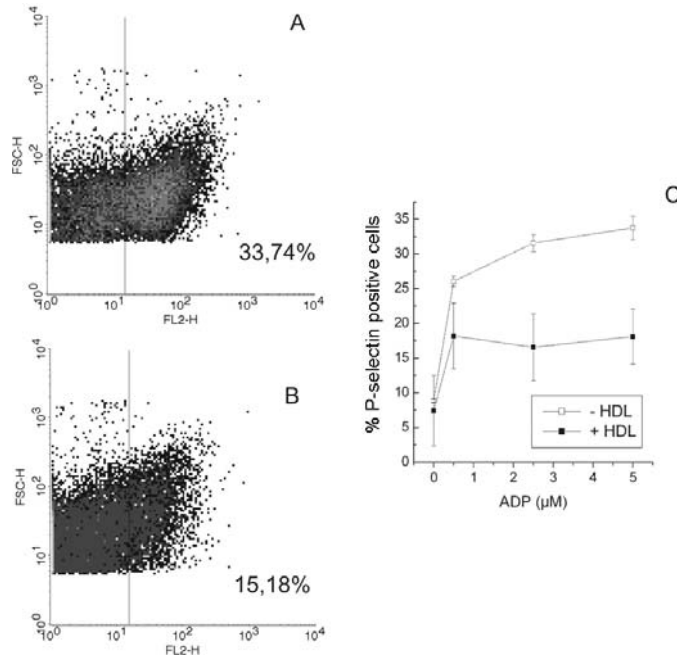 A
10^4
10^3
10^2
10^1
10^0
FSC-H
33,74%
10^0 10^1 10^2 10^3 10^4
FL2-H
B
10^4
10^3
10^2
10^1
10^0
FSC-H
15,18%
10^0 10^1 10^2 10^3 10^4
FL2-H
C
35
30
25
20
15
10
5
0
% P-selectin positive cells
- HDL
+ HDL
0 1 2 3 4 5
ADP (µM)